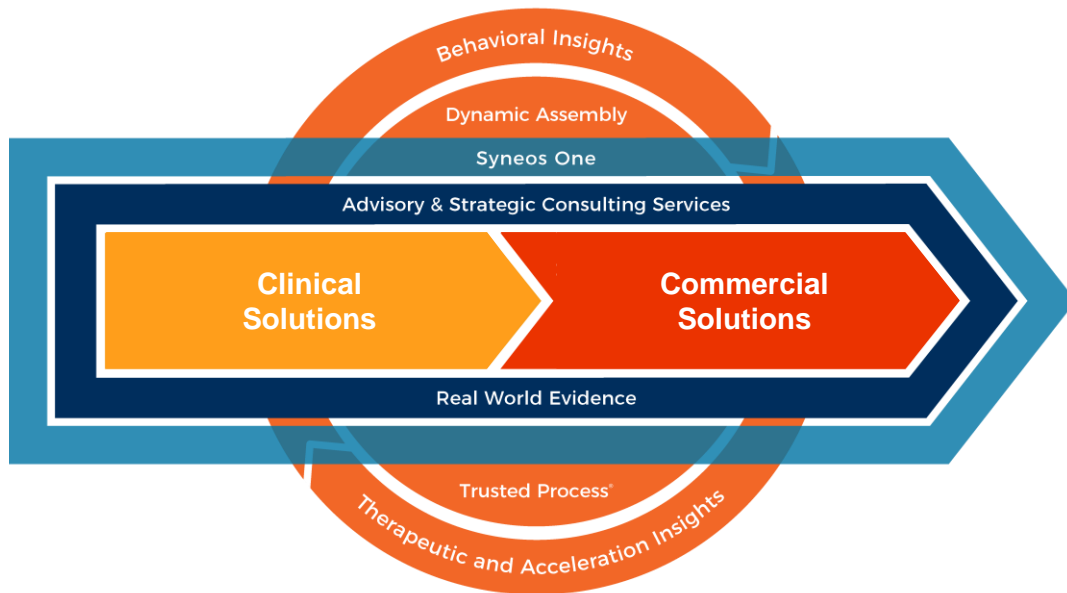 Behavioral Insights
Dynamic Assembly
Syneos One
Advisory & Strategic Consulting Services
Clinical
Solutions
Commercial
Solutions
Real World Evidence
Trusted Process®
Therapeutic and Acceleration Insights